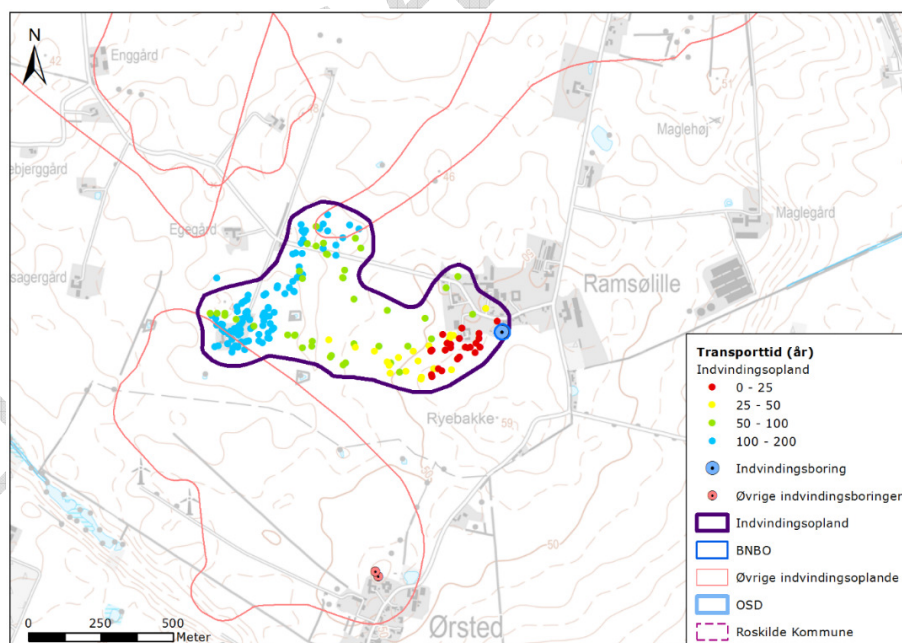 N
Enggård
42
51
38
Maglehøj
ebjerggård
46
Maglegård
Egegård
sagergård
Ramsølille
Ryebakke
59
50
Ørsted
0 250 500
Meter
Transporttid (år)
Indvindingsopland
0 - 25
25 - 50
50 - 100
100 - 200
Indvindingsboring
Øvrige indvindingsboringer
Indvindingsopland
BNBO
Øvrige indvindingsoplande
OSD
Roskilde Kommune